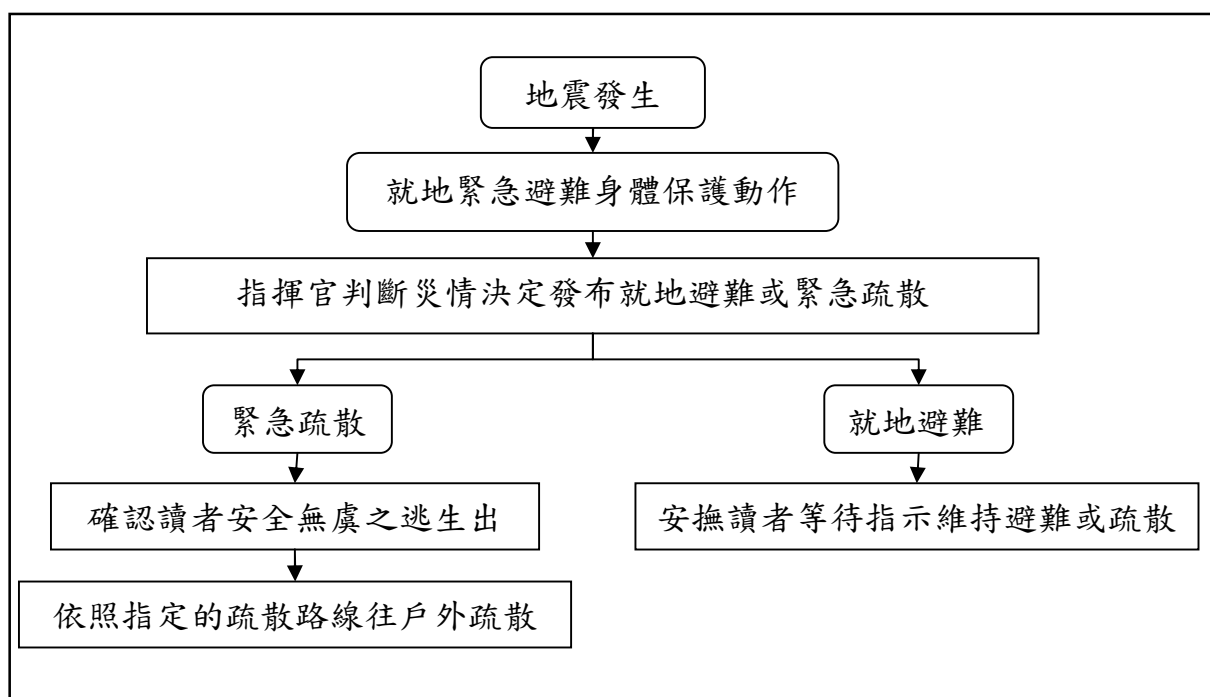 地震發生
就地緊急避難身體保護動作
指揮官判斷災情決定發布就地避難或緊急疏散
緊急疏散
就地避難
確認讀者安全無虞之逃生出
安撫讀者等待指示維持避難或疏散
依照指定的疏散路線往戶外疏散